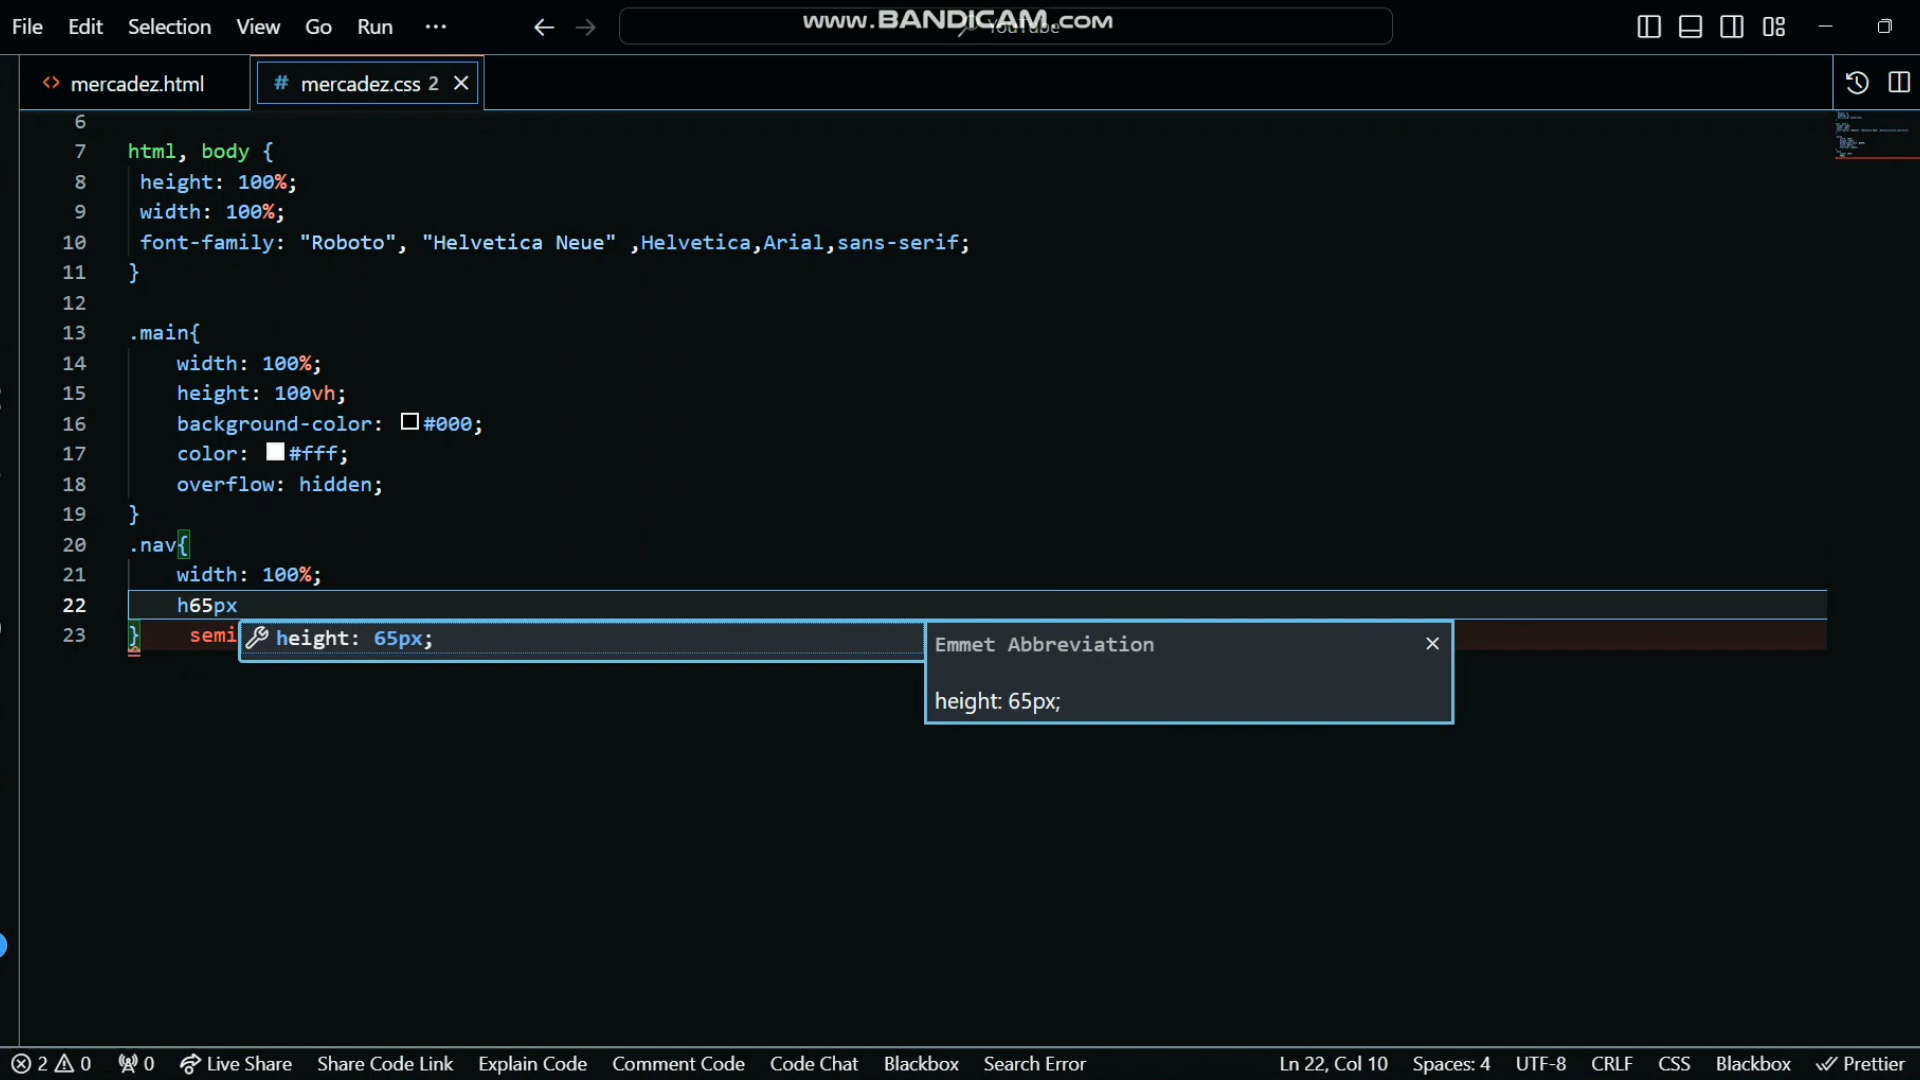 File Edit Selection View Go Run ... YouTube
www.BANDICAM.com
mercadez.html # mercadez.css 2
6
7 html, body {
8 height: 100%;
9 width: 100%;
10 font-family: "Roboto", "Helvetica Neue" ,Helvetica,Arial,sans-serif;
11 }
12
13 .main{
14 width: 100%;
15 height: 100vh;
16 background-color: #000;
17 color: #fff;
18 overflow: hidden;
19 }
20 .nav{
21 width: 100%;
22 h65px
23 } semi
height: 65px;
Emmet Abbreviation
height: 65px;
2 0 0 Live Share Share Code Link Explain Code Comment Code Code Chat Blackbox Search Error Ln 22, Col 10 Spaces: 4 UTF-8 CRLF CSS Blackbox Prettier